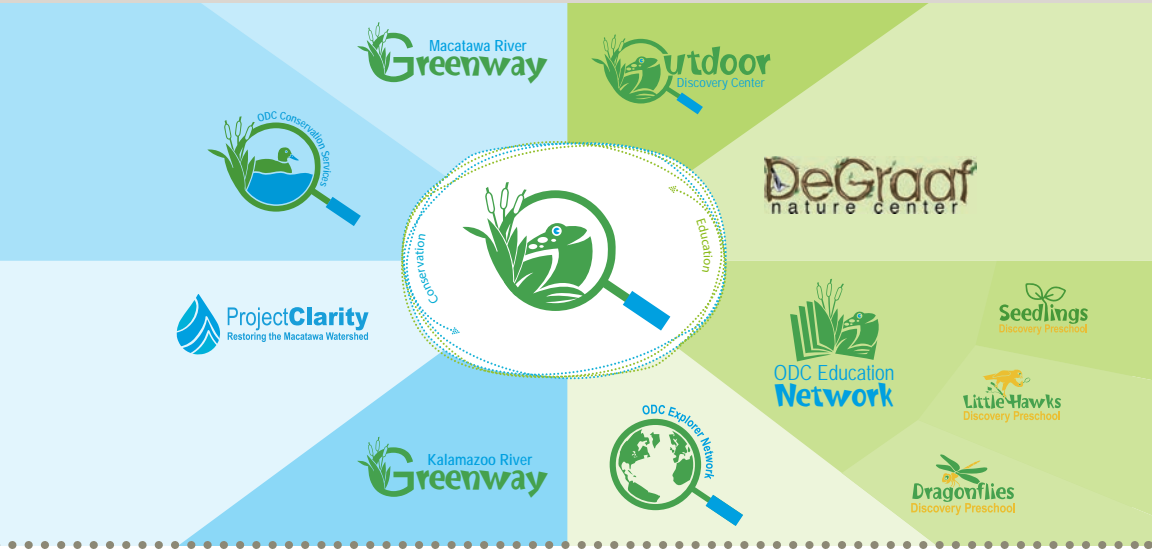 Macatawa River
Greenway
Outdoor
Discovery Center
ODC Conservation Services
DeGraaf
nature center
Conservation
Education
ProjectClarity
Restoring the Macatawa Watershed
ODC Education
Network
Seedlings
Discovery Preschool
Little Hawks
Discovery Preschool
Dragonflies
Discovery Preschool
Kalamazoo River
Greenway
ODC Explorer Network